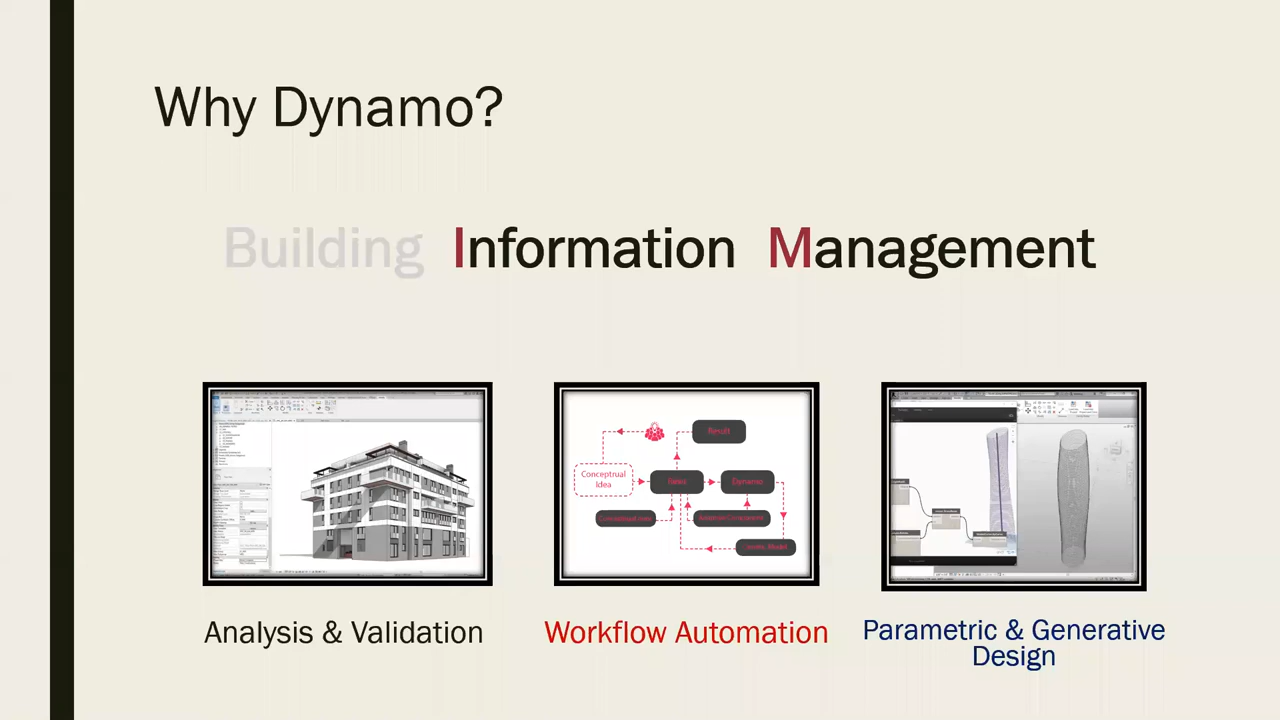 Why Dynamo?
Building Information Management
Result
Conceptual
Idea
Dynamo
Analysis & Validation
Workflow Automation
Parametric & Generative
Design